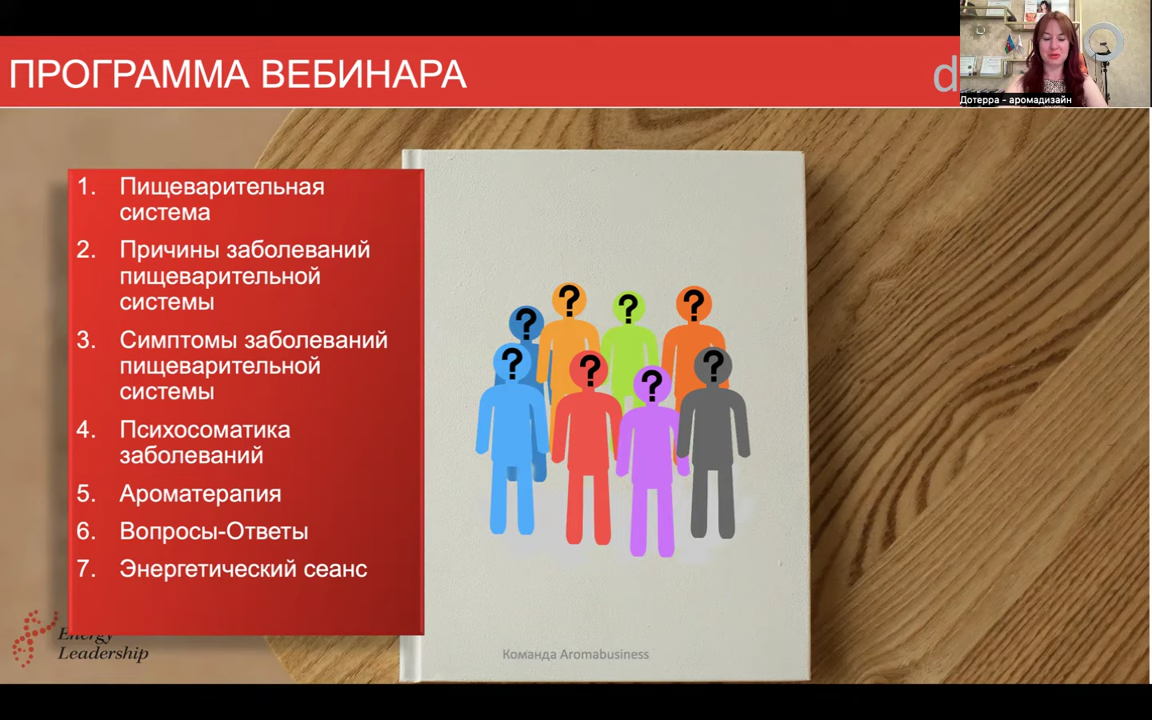 ПРОГРАММА ВЕБИНАРА
d
Дотерра - аромадизайн
1. Пищеварительная
система
2. Причины заболеваний
пищеварительной
системы
3. Симптомы заболеваний
пищеварительной
системы
4. Психосоматика
заболеваний
5. Ароматерапия
6. Вопросы-Ответы
7. Энергетический сеанс
? ? ? ?
? ? ? ?
Energy
Leadership
Команда Aromabusiness